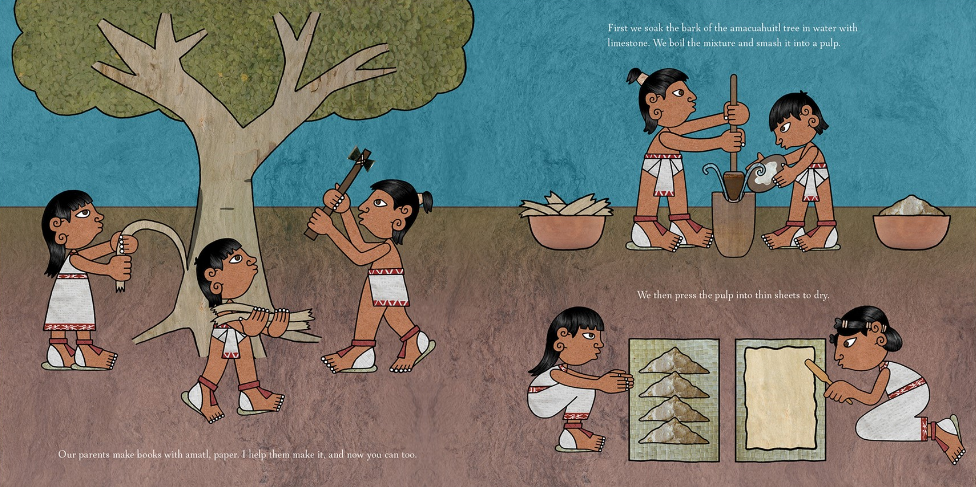 Our parents make books with amatl, paper. I help them make it, and now you can too.
First we soak the bark of the amacuahuitl tree in water with
limestone. We boil the mixture and smash it into a pulp.
We then press the pulp into thin sheets to dry.